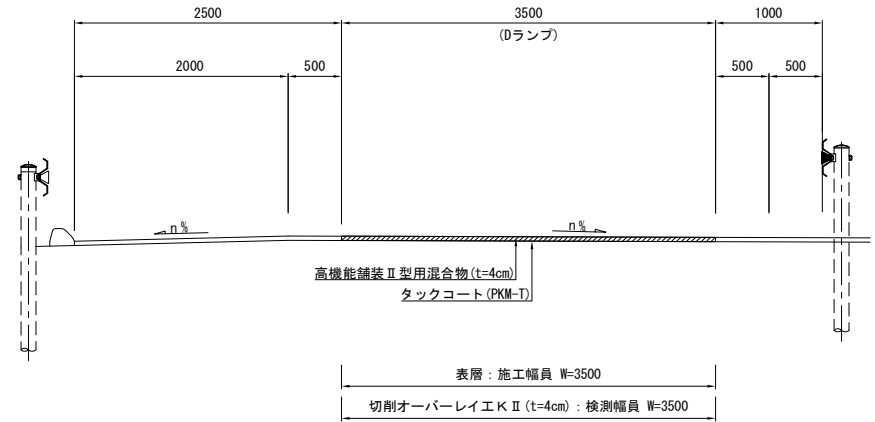 2500
3500
1000
(Dランプ)
2000
500
500
500
n%
n%
高機能舗装Ⅱ型用混合物(t=4cm)
タックコート(PKM-T)
表層：施工幅員 W=3500
切削オーバーレイエKⅡ(t=4cm)：検測幅員 W=3500